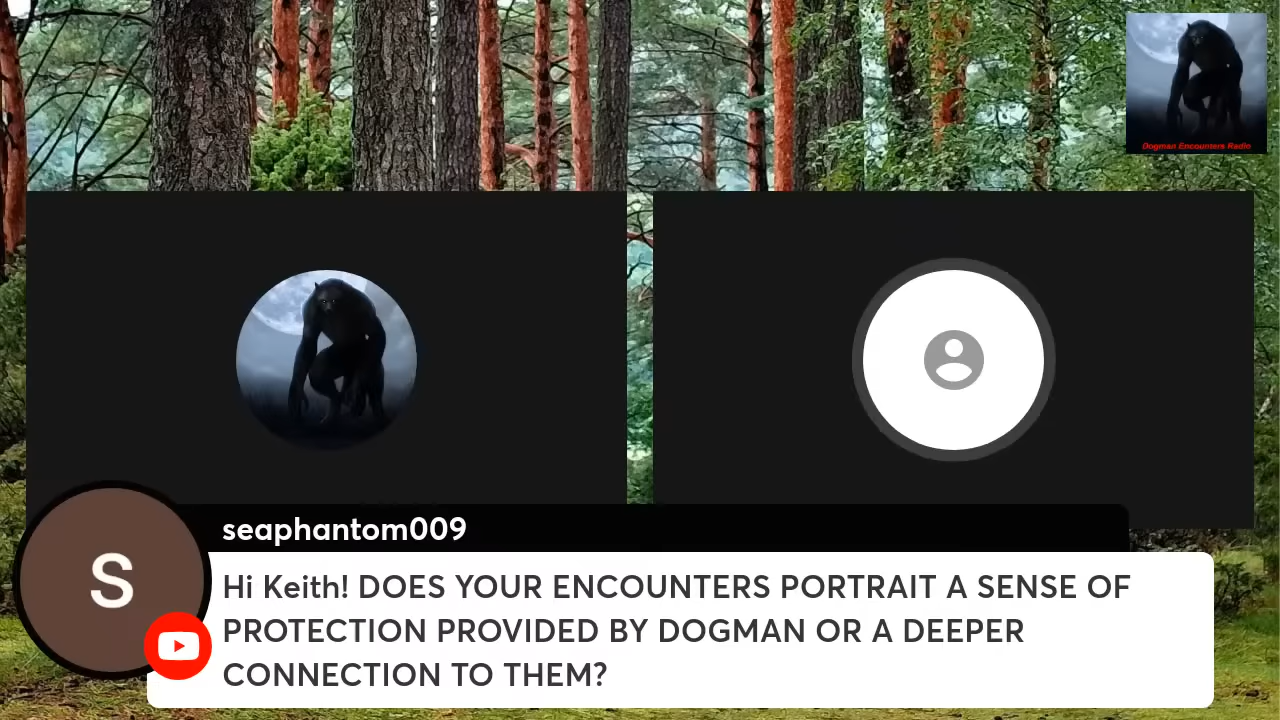 Dogman Encounters Radio
S
seaphantom009
Hi Keith! DOES YOUR ENCOUNTERS PORTRAIT A SENSE OF
PROTECTION PROVIDED BY DOGMAN OR A DEEPER
CONNECTION TO THEM?